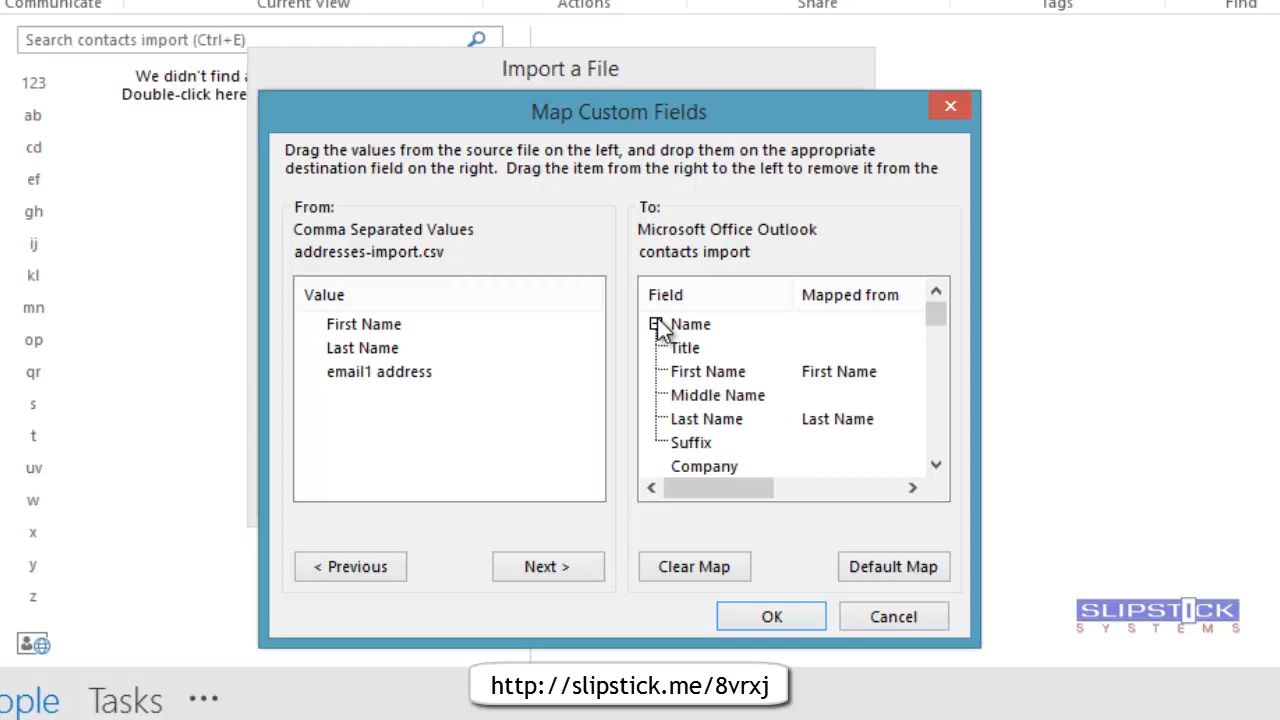 Communicate
Current View
Actions
Share
Tags
Find
Search contacts import (Ctrl+E)
We didn't find a
Double-click here
123
ab
cd
ef
gh
ij
kl
mn
op
qr
s
t
uv
w
x
y
z
Import a File
Map Custom Fields
Drag the values from the source file on the left, and drop them on the appropriate
destination field on the right. Drag the item from the right to the left to remove it from the
From:
Comma Separated Values
addresses-import.csv
Value
First Name
Last Name
email1 address
< Previous
Next >
To:
Microsoft Office Outlook
contacts import
Field Mapped from
Name
Title
First Name First Name
Middle Name
Last Name Last Name
Suffix
Company
Clear Map
Default Map
OK
Cancel
SLIPSTICK
SYSTEMS
ople Tasks •••
http://slipstick.me/8vrxj